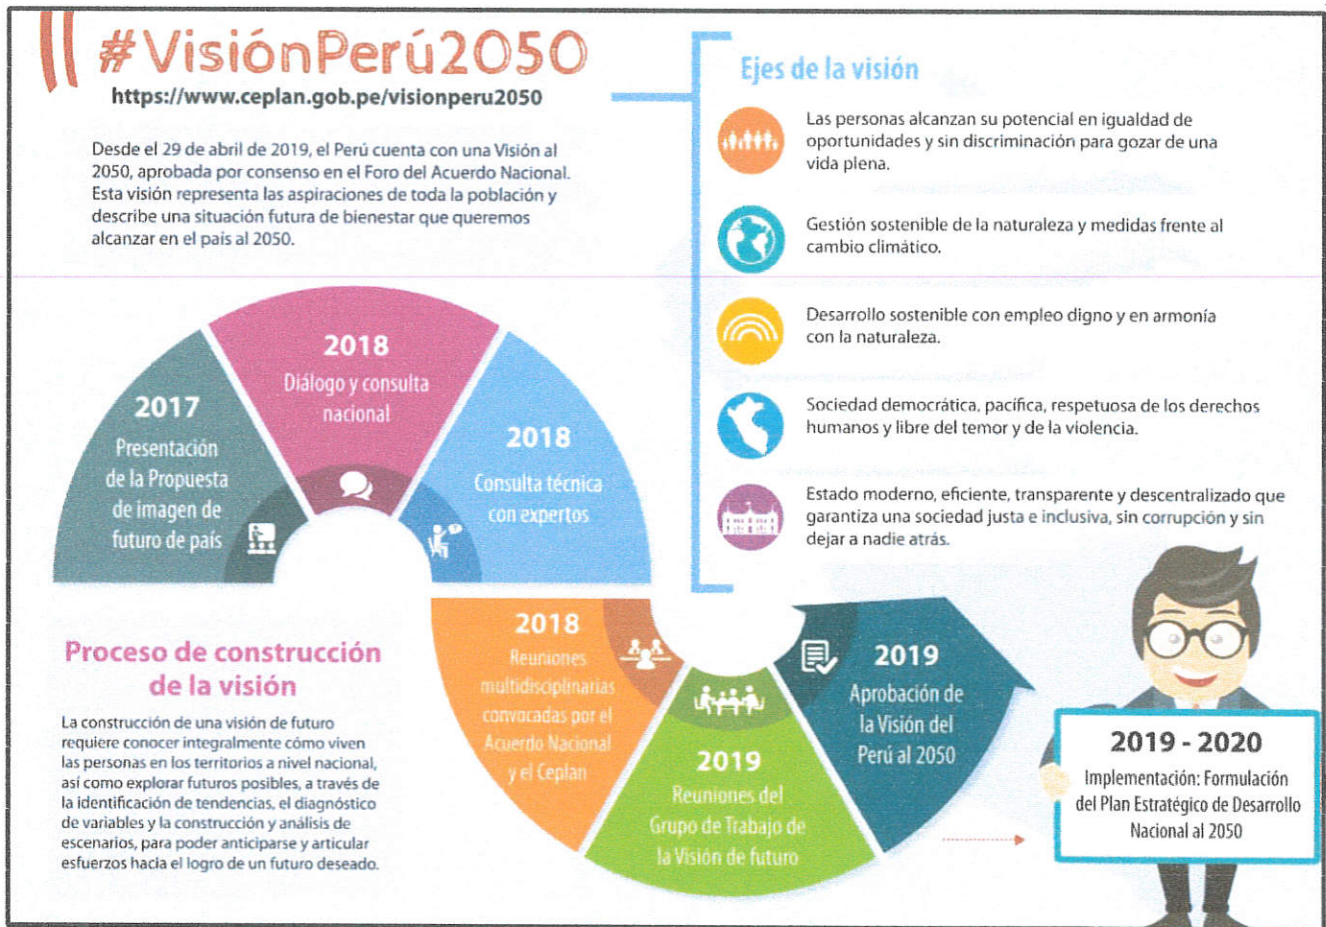 #VisiónPerú2050
https://www.ceplan.gob.pe/visionperu2050
Desde el 29 de abril de 2019, el Perú cuenta con una Visión al
2050, aprobada por consenso en el Foro del Acuerdo Nacional.
Esta visión representa las aspiraciones de toda la población y
describe una situación futura de bienestar que queremos
alcanzar en el país al 2050.
Ejes de la visión
Las personas alcanzan su potencial en igualdad de
oportunidades y sin discriminación para gozar de una
vida plena.
Gestión sostenible de la naturaleza y medidas frente al
cambio climático.
Desarrollo sostenible con empleo digno y en armonía
con la naturaleza.
Sociedad democrática, pacífica, respetuosa de los derechos
humanos y libre del temor y de la violencia.
Estado moderno, eficiente, transparente y descentralizado que
garantiza una sociedad justa e inclusiva, sin corrupción y sin
dejar a nadie atrás.
2017
Presentación
de la Propuesta
de imagen de
futuro de país
2018
Diálogo y consulta
nacional
2018
Consulta técnica
con expertos
2018
Reuniones
multidisciplinarias
convocadas por el
Acuerdo Nacional
y el Ceplan
2019
Reuniones del
Grupo de Trabajo de
la Visión de futuro
2019
Aprobación de
la Visión del
Perú al 2050
2019 - 2020
Implementación: Formulación
del Plan Estratégico de Desarrollo
Nacional al 2050
Proceso de construcción
de la visión
La construcción de una visión de futuro
requiere conocer integralmente cómo viven
las personas en los territorios a nivel nacional,
así como explorar futuros posibles, a través de
la identificación de tendencias, el diagnóstico
de variables y la construcción y análisis de
escenarios, para poder anticiparse y articular
esfuerzos hacia el logro de un futuro deseado.